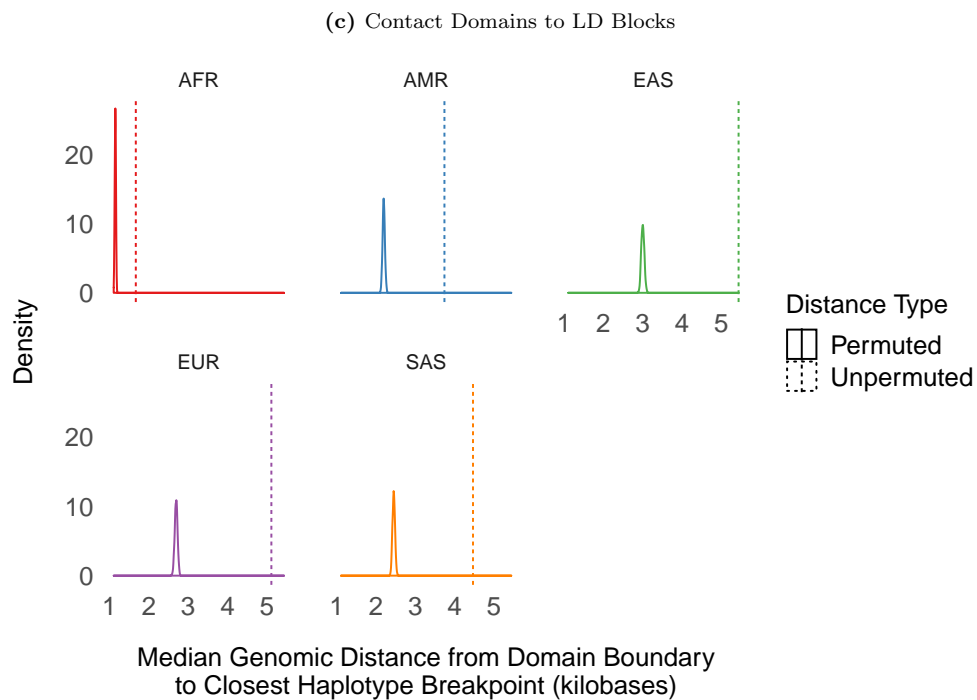 (c) Contact Domains to LD Blocks
AFR AMR EAS
20
10
0
1 2 3 4 5
Density
EUR SAS
20
10
0
1 2 3 4 5 1 2 3 4 5
Median Genomic Distance from Domain Boundary
to Closest Haplotype Breakpoint (kilobases)
Distance Type
Permuted
Unpermuted